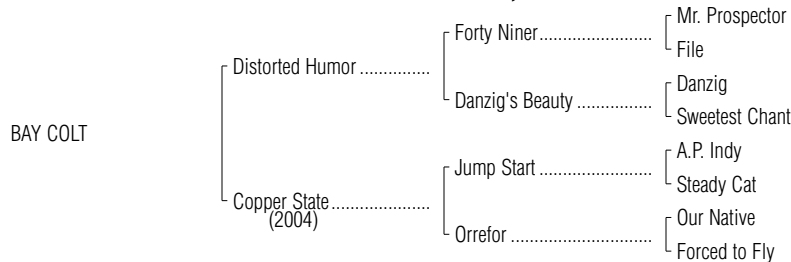 Mr. Prospector
Forty Niner
File
Distorted Humor
Danzig
Danzig's Beauty
Sweetest Chant
BAY COLT
A.P. Indy
Jump Start
Steady Cat
Copper State
(2004)
Our Native
Orrefor
Forced to Fly